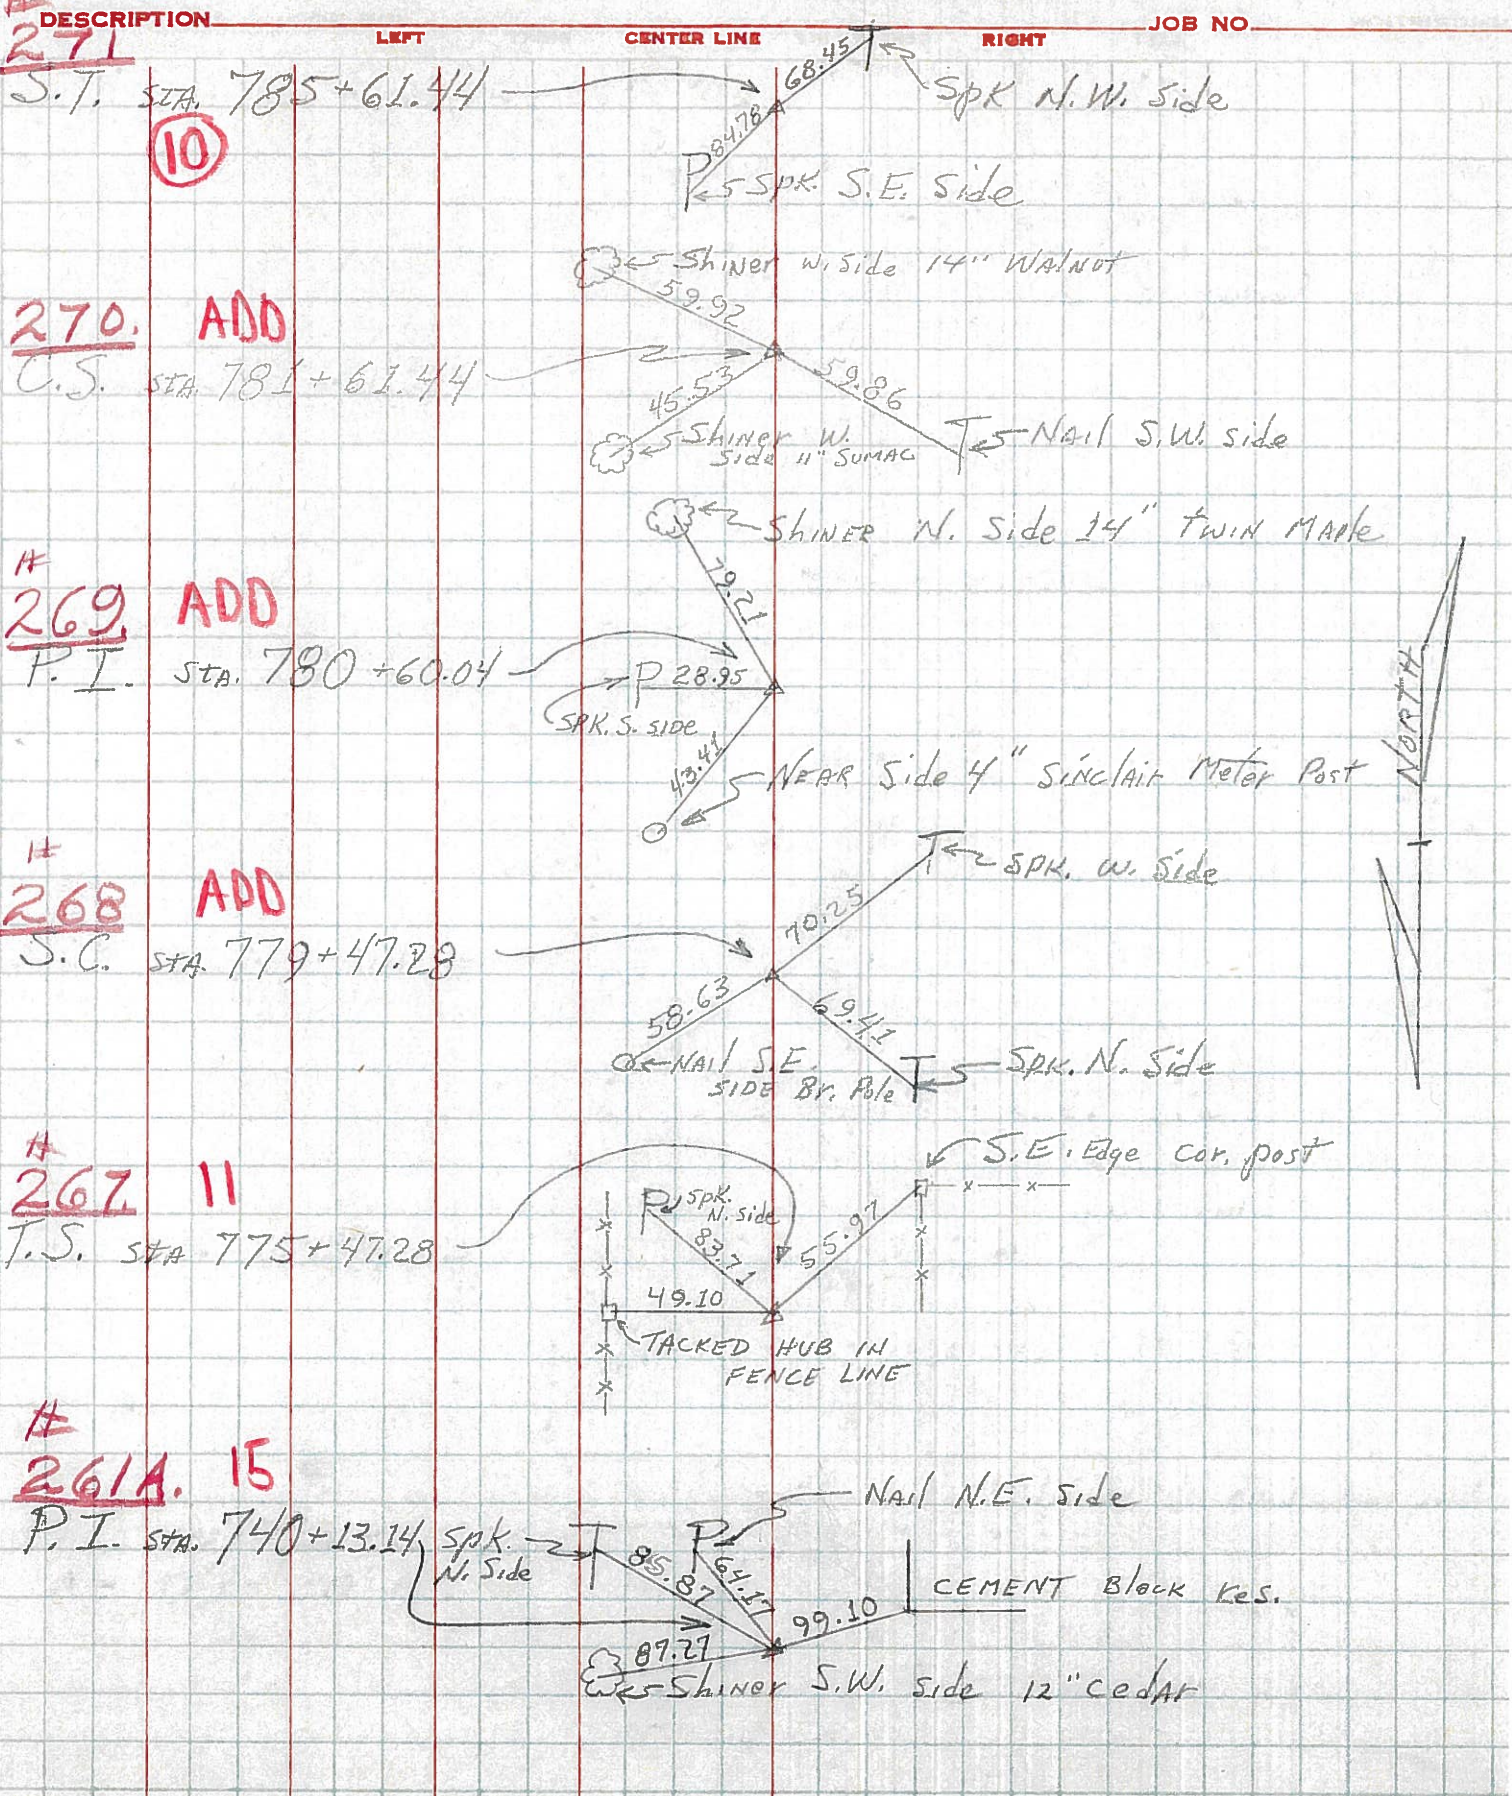 DESCRIPTION JOB NO.
LEFT CENTER LINE RIGHT
271
S.T. STA. 785+61.44
10
68.45
Spk N.W. Side
84.78
Spk. S.E. Side
Shiner W. Side 14" Walnut
59.92
270. ADD
C.S. STA. 781+61.44
45.53
59.86
Shiner W.
Side 11" SUMAC
NAIL S.W. side
SHINER N. Side 14" TWIN MAPle
79.21
#
269. ADD
P.I. STA. 780+60.04
P 28.95
SPK. S. SIDE
43.41
NEAR Side 4" SINCLAIR Meter Post
NORTH
#
268 ADD
S.C. STA. 779+47.28
70.25
SPK. W. Side
58.63
69.41
NAIL S.E.
SIDE Br. Pole
SPK. N. Side
#
267. 11
T.S. STA 775+47.28
S.E. Edge Cor. post
P Spk.
N. Side
83.71
55.97
49.10
TACKED HUB IN
FENCE LINE
#
261A. 15
P.I. STA. 740+13.14
Spk.
N. Side
NAIL N.E. Side
85.87
64.17
99.10
CEMENT Block Res.
87.27
Shiner S.W. Side 12" CedAr